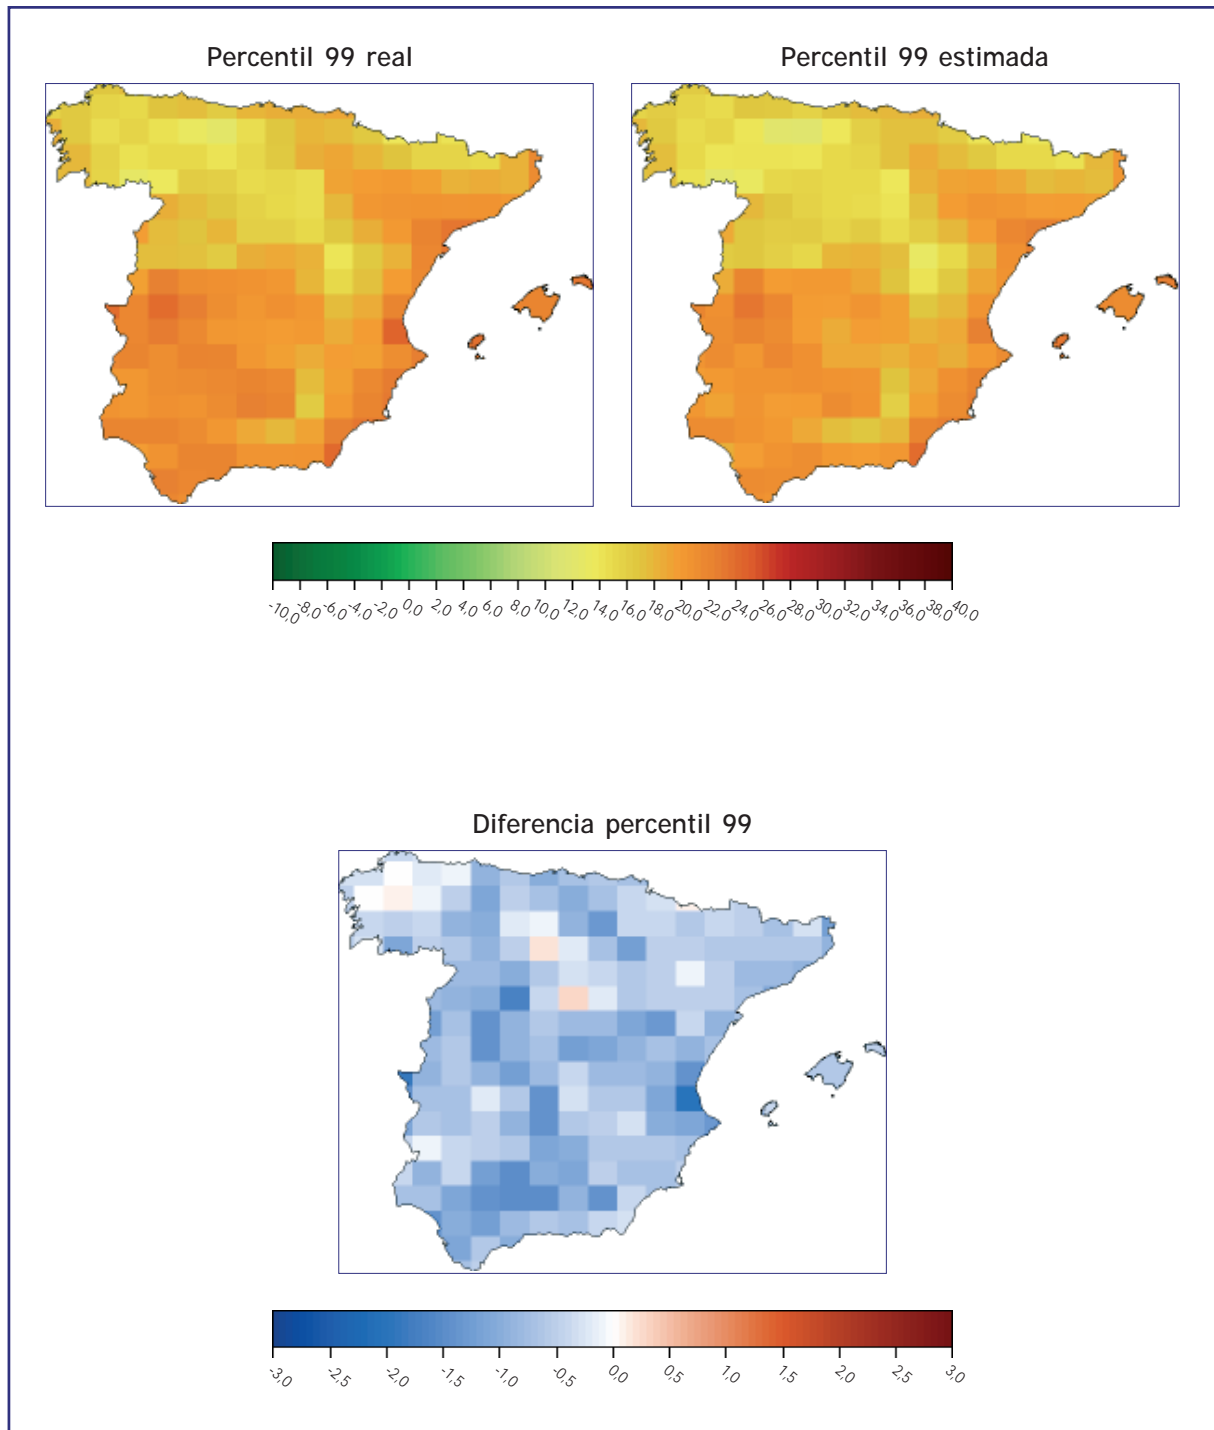 Percentil 99 real
Percentil 99 estimada
-10,0 -8,0 -6,0 -4,0 -2,0 0,0 2,0 4,0 6,0 8,0 10,0 12,0 14,0 16,0 18,0 20,0 22,0 24,0 26,0 28,0 30,0 32,0 34,0 36,0 38,0 40,0
Diferencia percentil 99
-3,0 -2,5 -2,0 -1,5 -1,0 -0,5 0,0 0,5 1,0 1,5 2,0 2,5 3,0